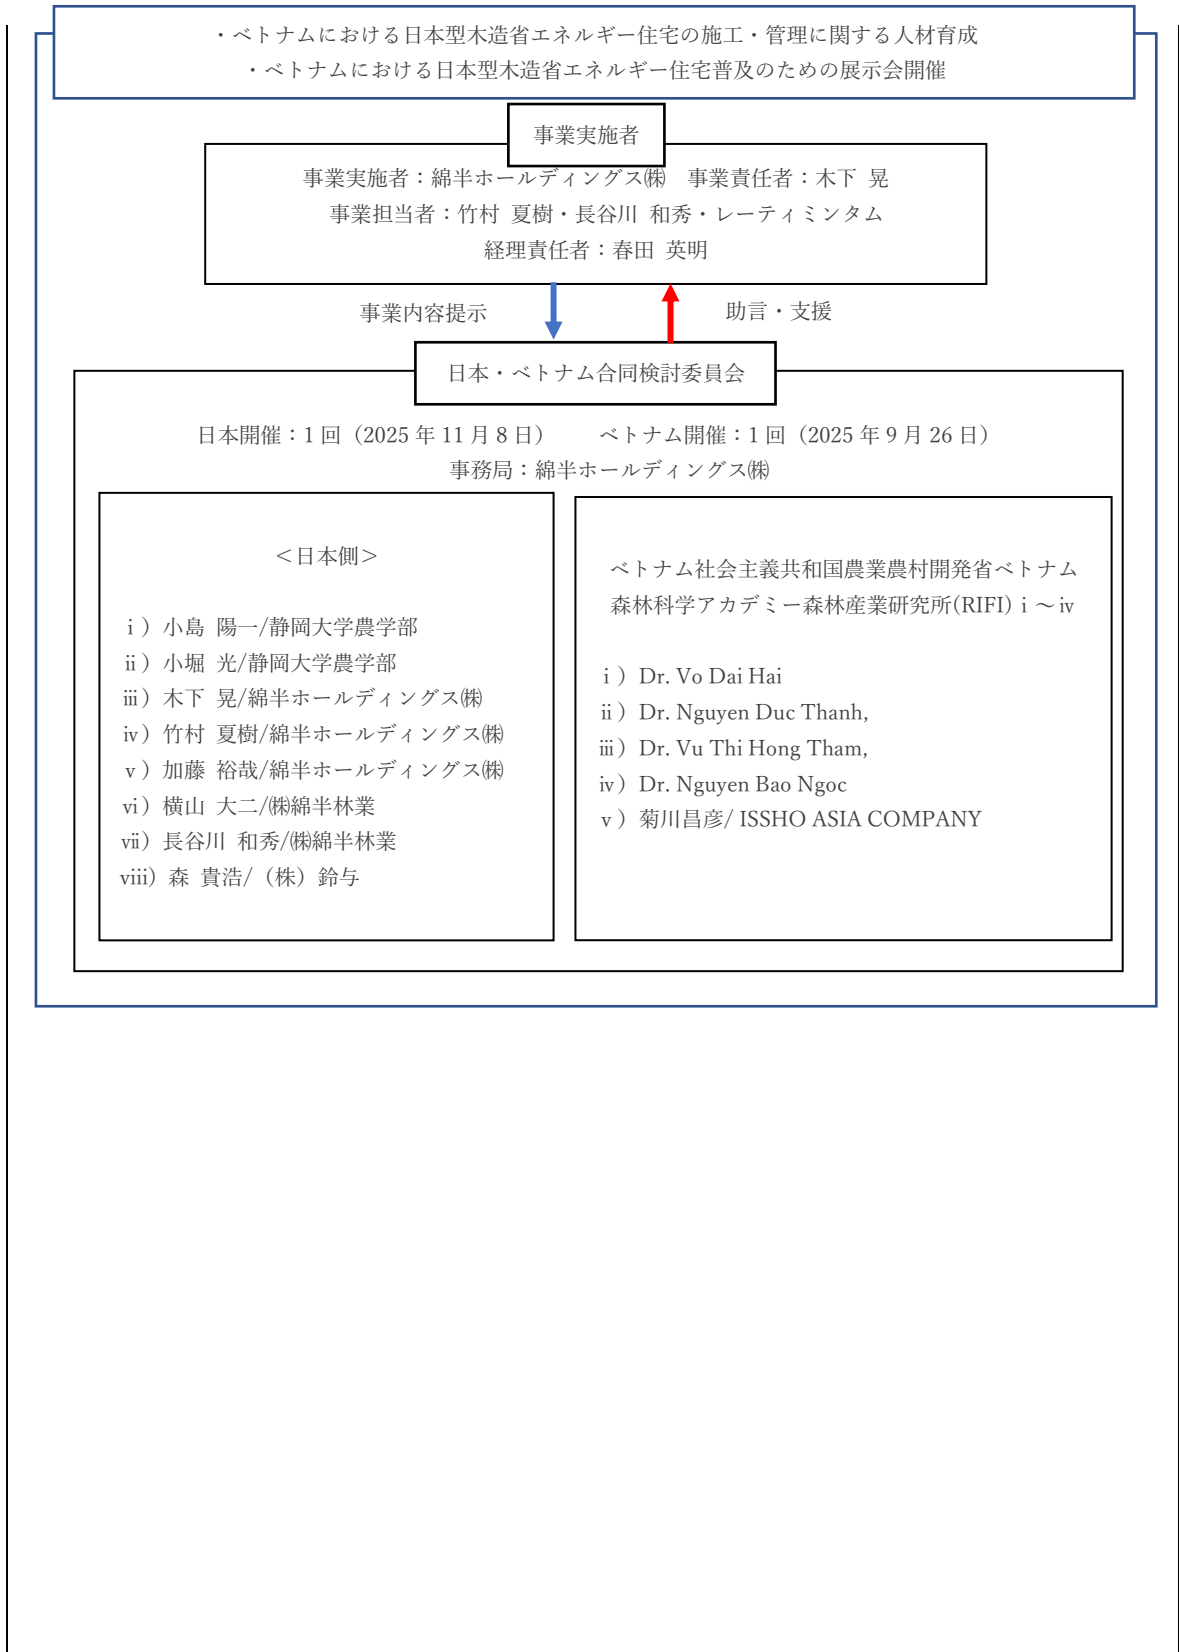 ・ベトナムにおける日本型木造省エネルギー住宅の施工・管理に関する人材育成
・ベトナムにおける日本型木造省エネルギー住宅普及のための展示会開催
事業実施者
事業実施者：綿半ホールディングス㈱　事業責任者：木下 晃
事業担当者：竹村 夏樹・長谷川 和秀・レーティミンタム
経理責任者：春田 英明
事業内容提示
助言・支援
日本・ベトナム合同検討委員会
日本開催：1 回（2025 年 11 月 8 日）　　ベトナム開催：1 回（2025 年 9 月 26 日）
事務局：綿半ホールディングス㈱
＜日本側＞
ⅰ）小島 陽一/静岡大学農学部
ⅱ）小堀 光/静岡大学農学部
ⅲ）木下 晃/綿半ホールディングス㈱
ⅳ）竹村 夏樹/綿半ホールディングス㈱
ⅴ）加藤 裕哉/綿半ホールディングス㈱
ⅵ）横山 大二/㈱綿半林業
ⅶ）長谷川 和秀/㈱綿半林業
ⅷ）森 貴浩/（株）鈴与
ベトナム社会主義共和国農業農村開発省ベトナム
森林科学アカデミー森林産業研究所(RIFI)ⅰ～ⅳ
ⅰ）Dr. Vo Dai Hai
ⅱ）Dr. Nguyen Duc Thanh,
ⅲ）Dr. Vu Thi Hong Tham,
ⅳ）Dr. Nguyen Bao Ngoc
ⅴ）菊川昌彦/ ISSHO ASIA COMPANY